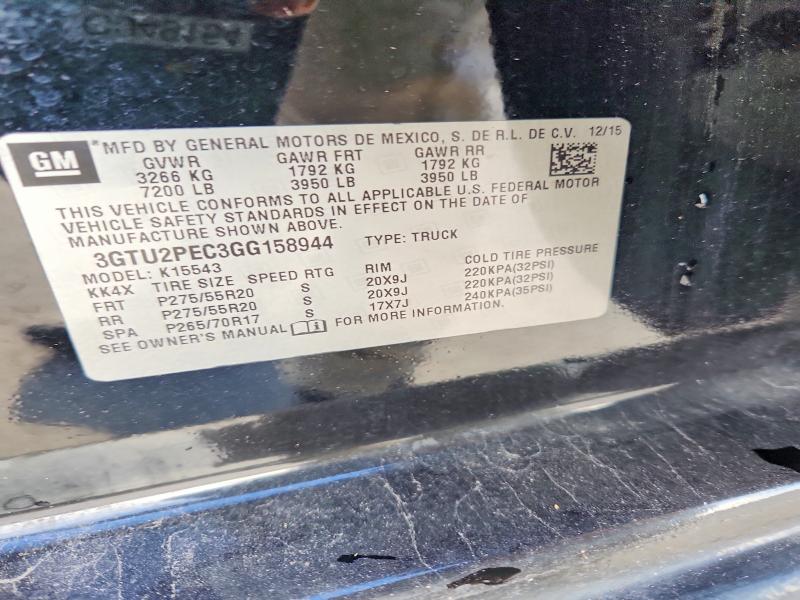 GM
*MFD BY GENERAL MOTORS DE MEXICO, S. DE R.L. DE C.V. 12/15
GVWR GAWR FRT GAWR RR
3266 KG 1792 KG 1792 KG
7200 LB 3950 LB 3950 LB
THIS VEHICLE CONFORMS TO ALL APPLICABLE U.S. FEDERAL MOTOR
VEHICLE SAFETY STANDARDS IN EFFECT ON THE DATE OF
MANUFACTURE SHOWN ABOVE.
3GTU2PEC3GG158944 TYPE: TRUCK
MODEL: K15543
KK4X TIRE SIZE SPEED RTG RIM COLD TIRE PRESSURE
FRT P275/55R20 S 20X9J 220KPA(32PSI)
RR P275/55R20 S 20X9J 220KPA(32PSI)
SPA P265/70R17 S 17X7J 240KPA(35PSI)
SEE OWNER'S MANUAL FOR MORE INFORMATION.